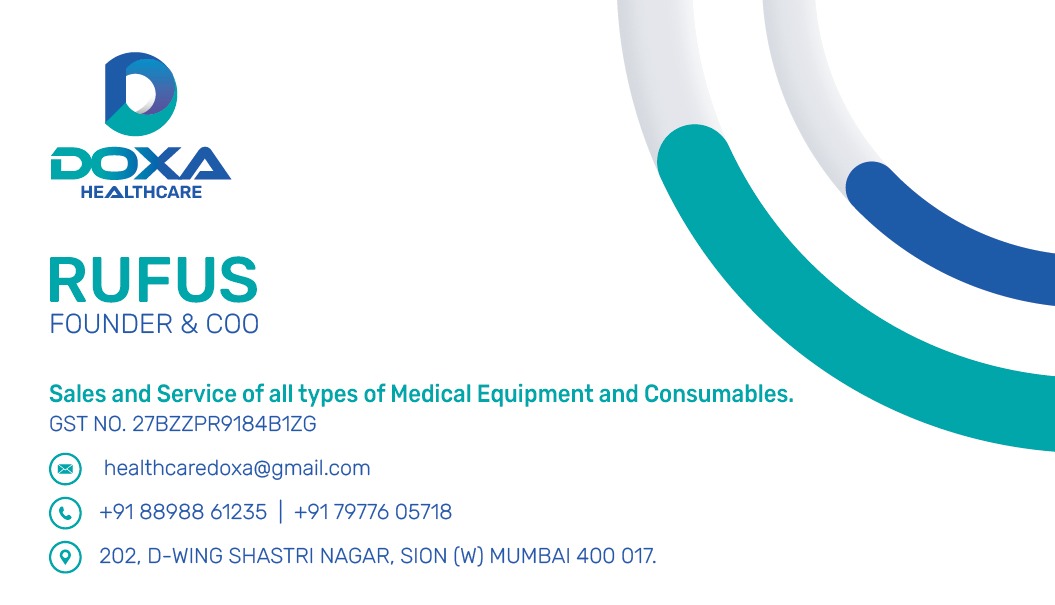 DOXA
HEALTHCARE
RUFUS
FOUNDER & COO
Sales and Service of all types of Medical Equipment and Consumables.
GST NO. 27BZZPR9184B1ZG
healthcaredoxa@gmail.com
+91 88988 61235 | +91 79776 05718
202, D-WING SHASTRI NAGAR, SION (W) MUMBAI 400 017.